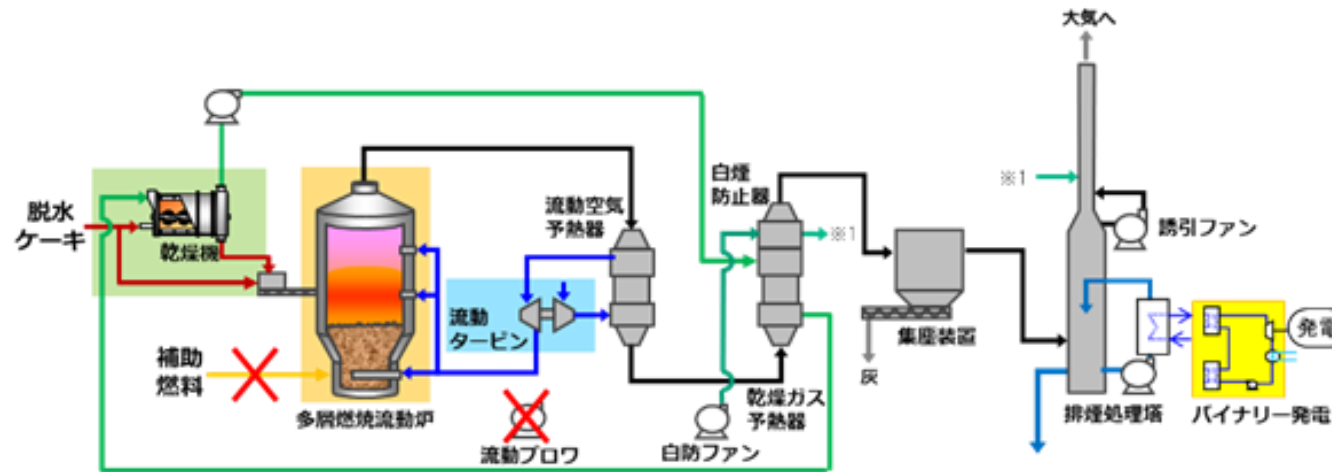 大気へ
脱水
ケーキ
乾燥機
流動空気
予熱器
白煙
防止器
※1
※1
誘引ファン
流動
タービン
補助
燃料
多層燃焼流動炉
流動ブロワ
白防ファン
乾燥ガス
予熱器
集塵装置
灰
排煙処理塔
発電
バイナリー発電